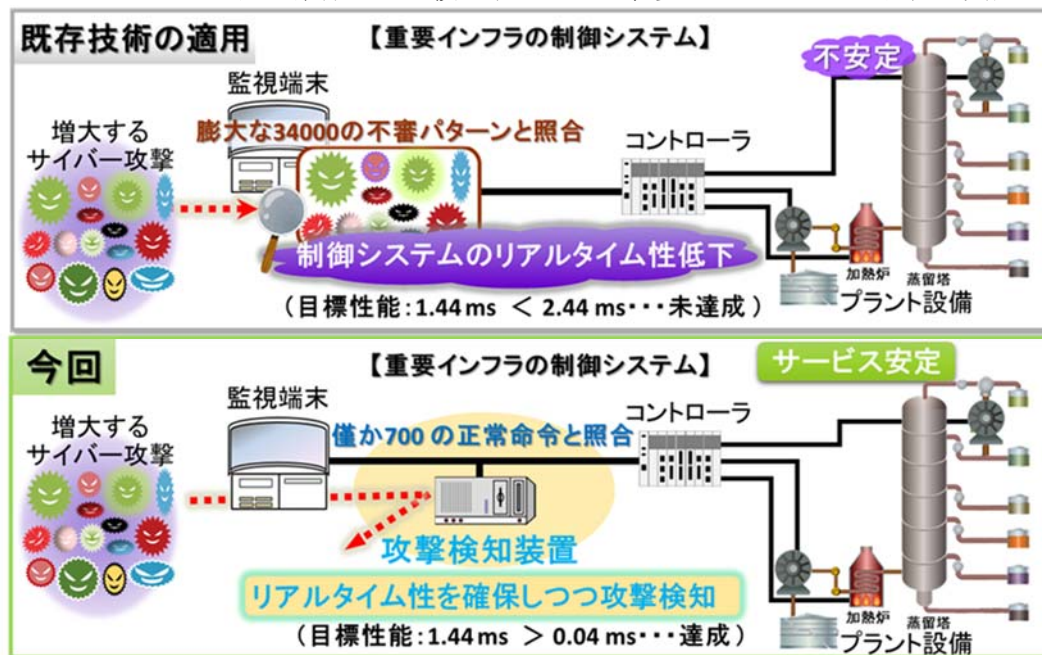 既存技術の適用
【重要インフラの制御システム】
不安定
監視端末
増大する
サイバー攻撃
膨大な34000の不審パターンと照合
コントローラ
制御システムのリアルタイム性低下
加熱炉
蒸留塔
プラント設備
（目標性能：1.44 ms ＜ 2.44 ms･･･未達成）
今回
【重要インフラの制御システム】
サービス安定
監視端末
増大する
サイバー攻撃
僅か700 の正常命令と照合
コントローラ
攻撃検知装置
リアルタイム性を確保しつつ攻撃検知
加熱炉
蒸留塔
プラント設備
（目標性能：1.44 ms ＞ 0.04 ms･･･達成）